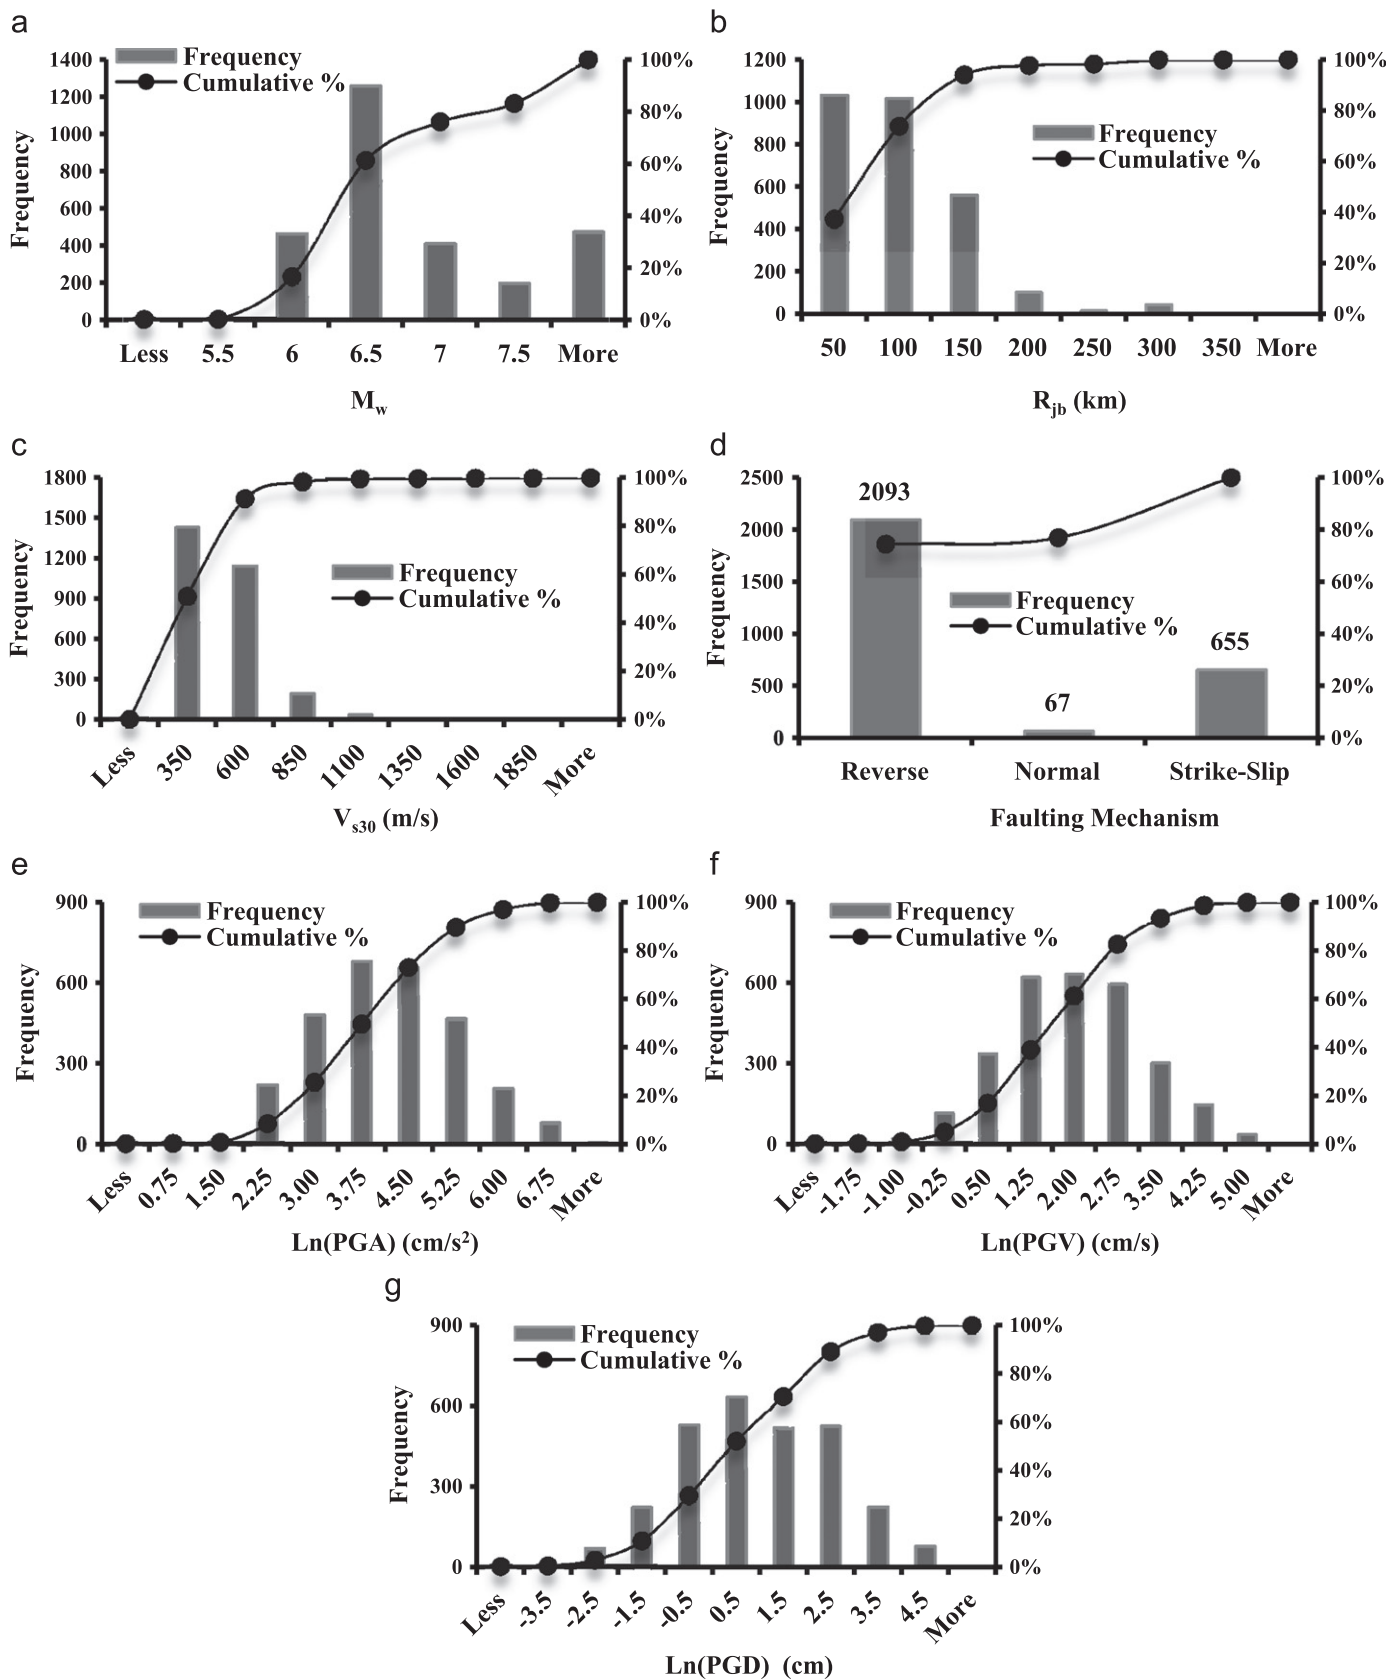 a
Frequency
Cumulative %
1400
1200
1000
800
600
400
200
0
Frequency
100%
80%
60%
40%
20%
0%
Less 5.5 6 6.5 7 7.5 More
Mw
b
1200
1000
800
600
400
200
0
Frequency
Frequency
Cumulative %
100%
80%
60%
40%
20%
0%
50 100 150 200 250 300 350 More
Rjb (km)
c
1800
1500
1200
900
600
300
0
Frequency
Frequency
Cumulative %
100%
80%
60%
40%
20%
0%
Less 350 600 850 1100 1350 1600 1850 More
Vs30 (m/s)
d
2500
2000
1500
1000
500
0
Frequency
2093
67
655
Frequency
Cumulative %
100%
80%
60%
40%
20%
0%
Reverse Normal Strike-Slip
Faulting Mechanism
e
900
600
300
0
Frequency
Frequency
Cumulative %
100%
80%
60%
40%
20%
0%
Less 0.75 1.50 2.25 3.00 3.75 4.50 5.25 6.00 6.75 More
Ln(PGA) (cm/s²)
f
900
600
300
0
Frequency
Frequency
Cumulative %
100%
80%
60%
40%
20%
0%
Less -1.75 -1.00 -0.25 0.50 1.25 2.00 2.75 3.50 4.25 5.00 More
Ln(PGV) (cm/s)
g
900
600
300
0
Frequency
Frequency
Cumulative %
100%
80%
60%
40%
20%
0%
Less -3.5 -2.5 -1.5 -0.5 0.5 1.5 2.5 3.5 4.5 More
Ln(PGD) (cm)